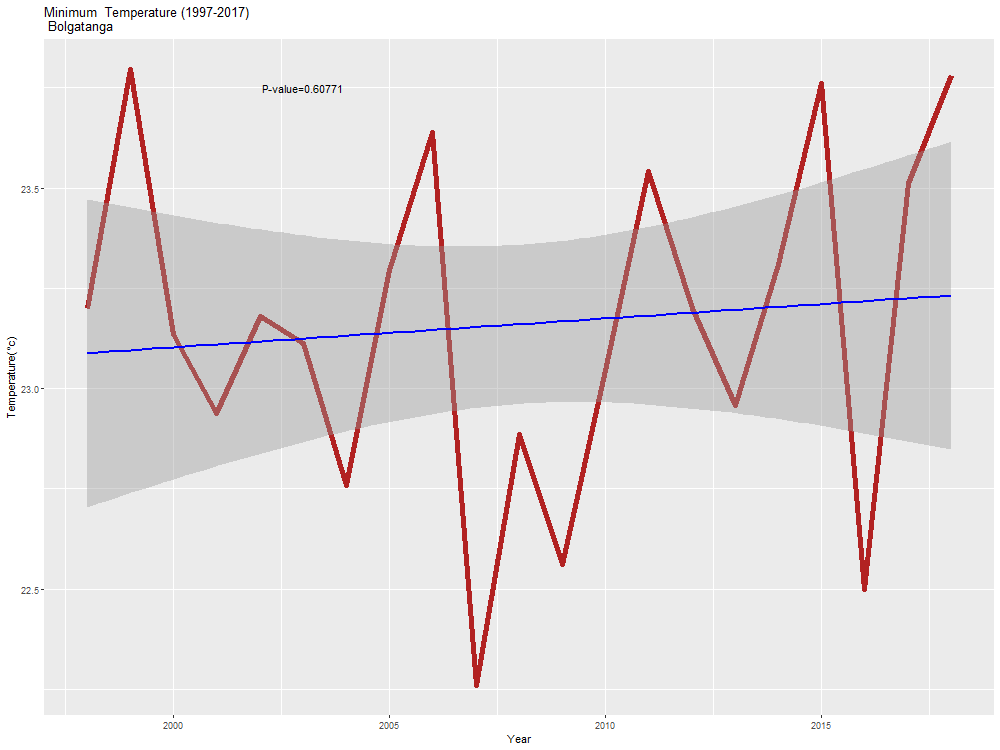 Minimum  Temperature (1997-2017)
Bolgatanga
P-value=0.60771
23.5
23.0
22.5
Temperature(°c)
2000
2005
2010
2015
Year